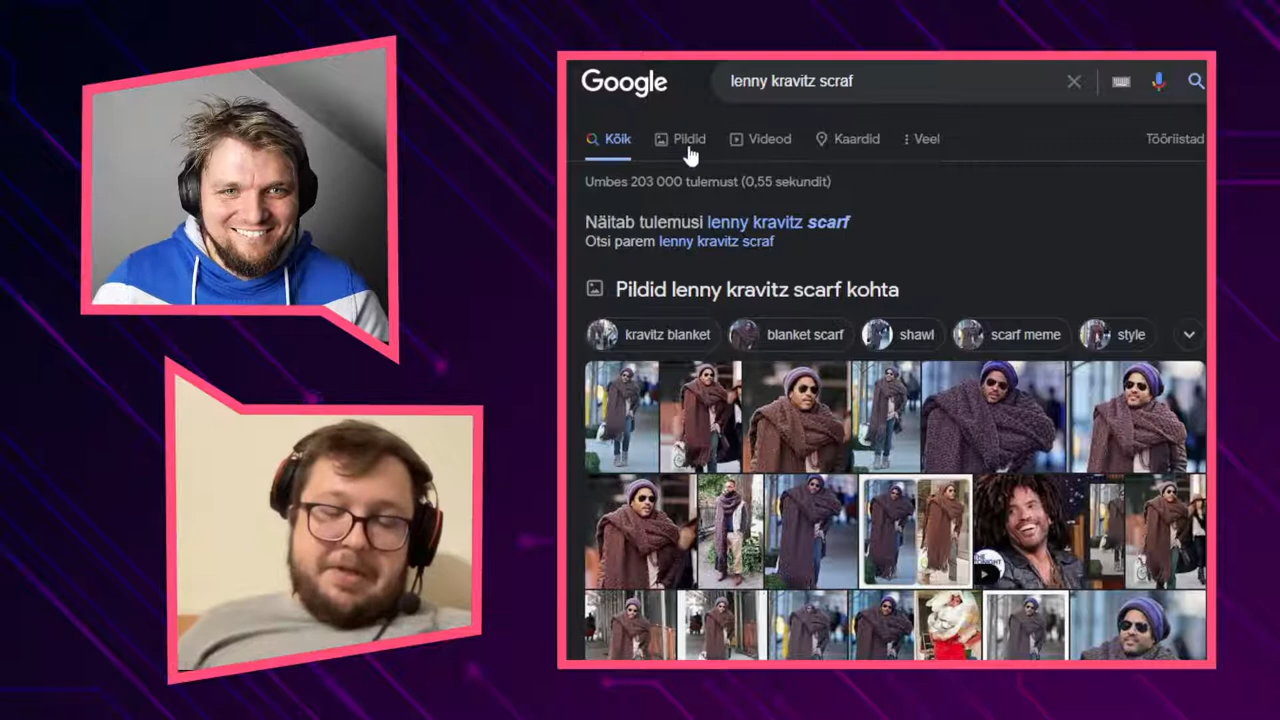 Google
lenny kravitz scraf
Kõik
Pildid
Videod
Kaardid
Veel
Tööriistad
Umbes 203 000 tulemust (0,55 sekundit)
Näitab tulemusi lenny kravitz scarf
Otsi parem lenny kravitz scraf
Pildid lenny kravitz scarf kohta
kravitz blanket
blanket scarf
shawl
scarf meme
style